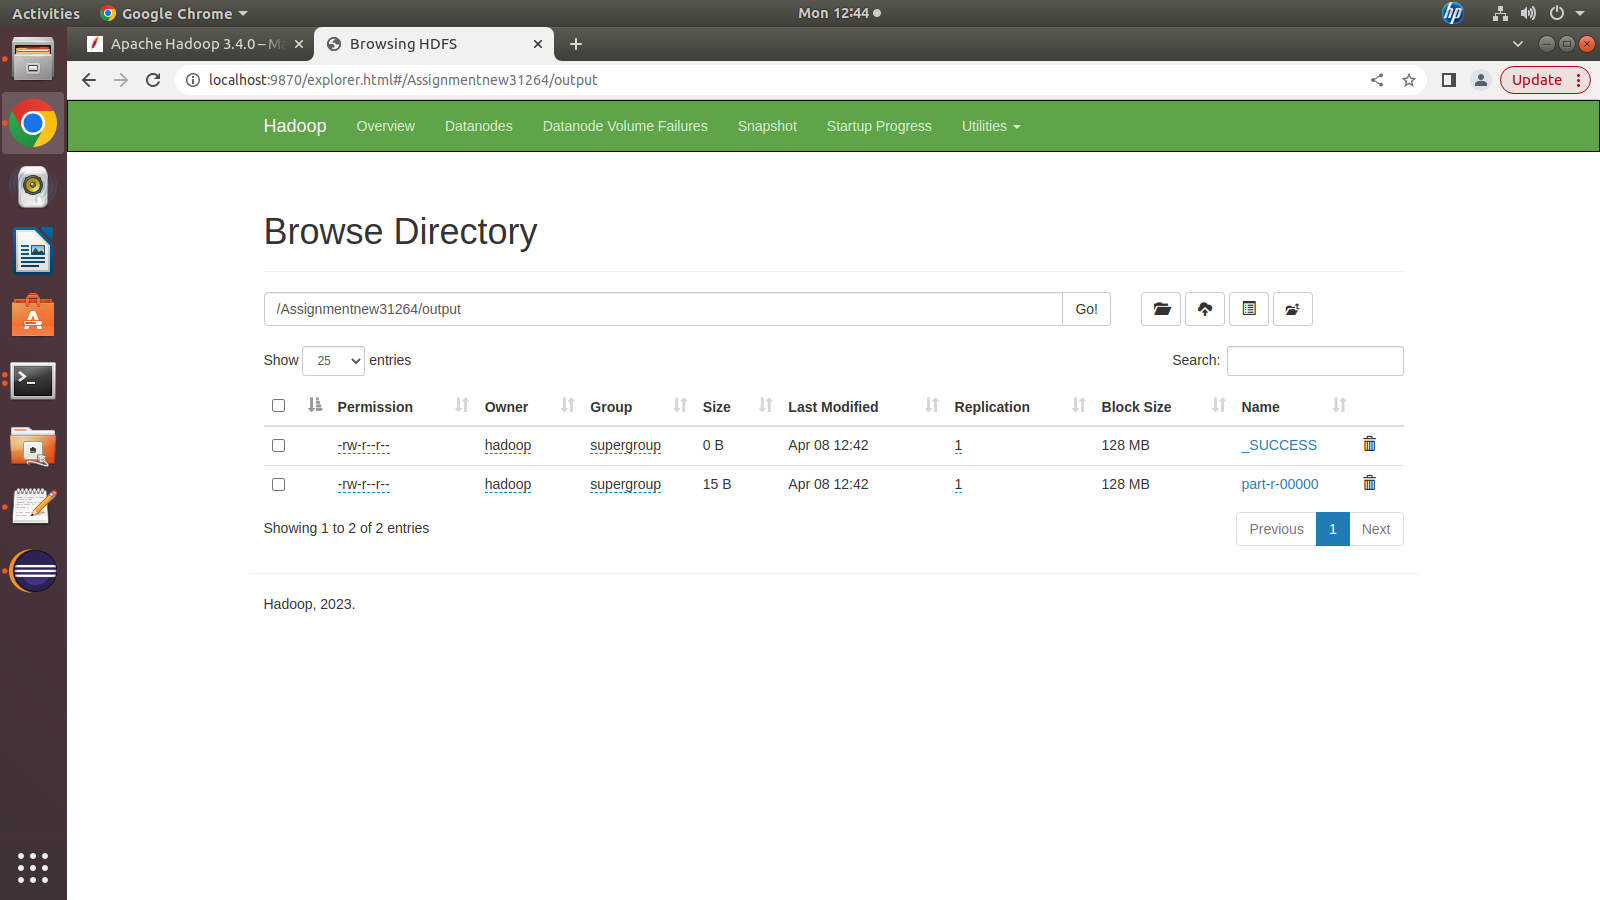 Activities Google Chrome Mon 12:44
Apache Hadoop 3.4.0 – Ma Browsing HDFS
localhost:9870/explorer.html#/Assignmentnew31264/output Update
Hadoop Overview Datanodes Datanode Volume Failures Snapshot Startup Progress Utilities
Browse Directory
/Assignmentnew31264/output Go!
Show 25 entries Search:
Permission Owner Group Size Last Modified Replication Block Size Name
-rw-r--r-- hadoop supergroup 0 B Apr 08 12:42 1 128 MB _SUCCESS
-rw-r--r-- hadoop supergroup 15 B Apr 08 12:42 1 128 MB part-r-00000
Showing 1 to 2 of 2 entries Previous 1 Next
Hadoop, 2023.